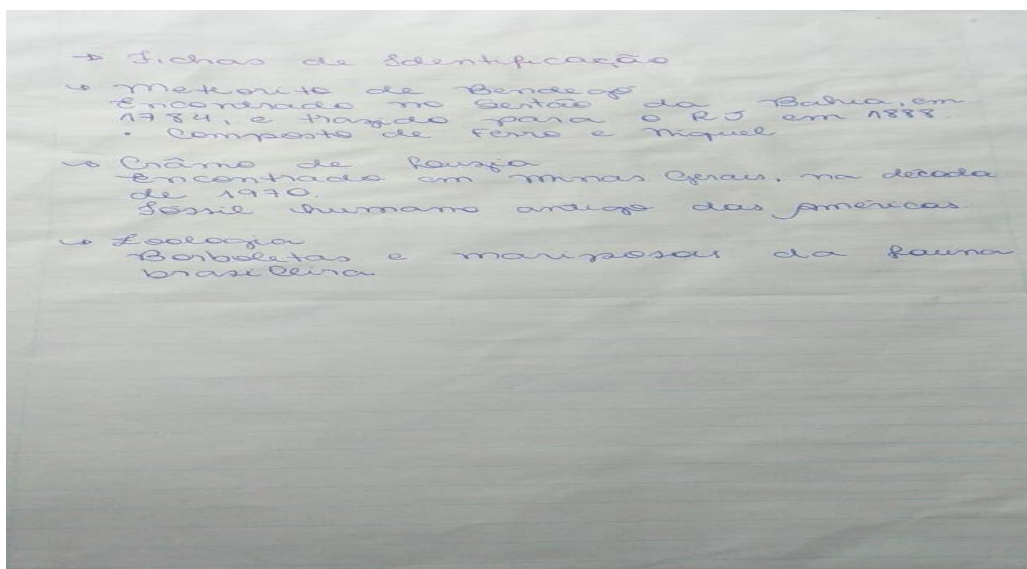 → Fichas de Identificação
↳ Meteorito de Bendegó
Encontrado no Sertão da Bahia, em
1784, e trazido para o RJ em 1888.
• Composto de Ferro e Niquel
↳ Crânio de Luzia
Encontrado em Minas Gerais, na década
de 1970.
Fóssil humano antigo das Américas
↳ Zoologia
Borboletas e mariposas da fauna
brasileira